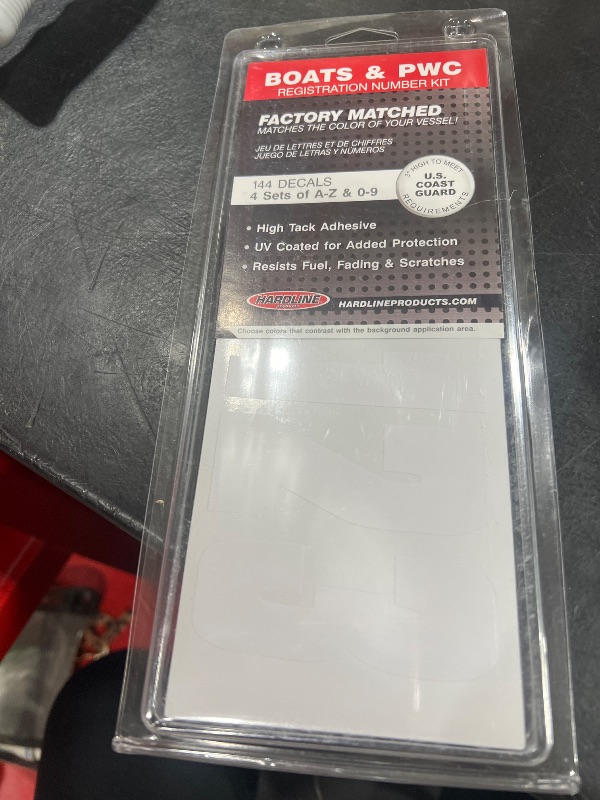 BOATS & PWC
REGISTRATION NUMBER KIT
FACTORY MATCHED
MATCHES THE COLOR OF YOUR VESSEL!
JEU DE LETTRES ET DE CHIFFRES
JUEGO DE LETRAS Y NÚMEROS
144 DECALS
4 Sets of A-Z & 0-9
3" HIGH TO MEET
U.S.
COAST
GUARD
REQUIREMENTS
• High Tack Adhesive
• UV Coated for Added Protection
• Resists Fuel, Fading & Scratches
HARDLINE
HARDLINEPRODUCTS.COM
Choose colors that contrast with the background application area.